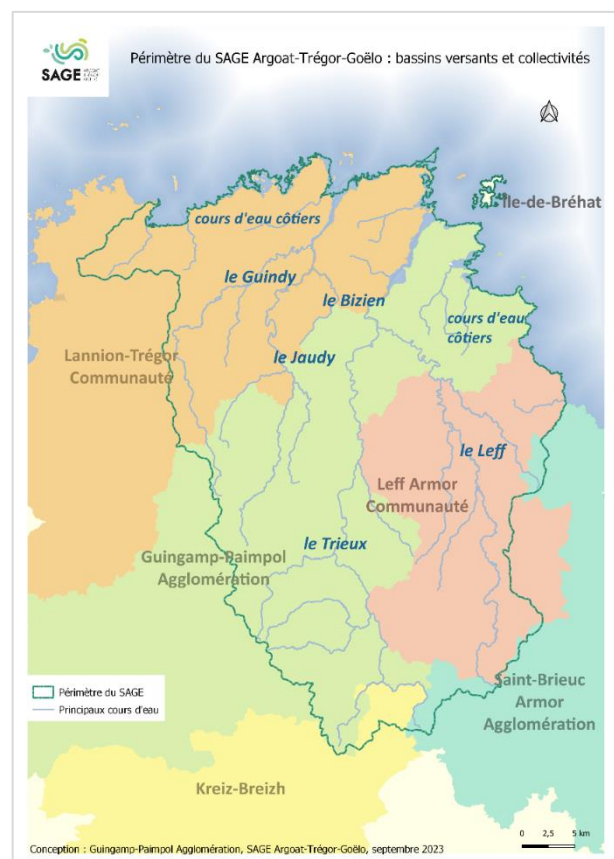 SAGE
Périmètre du SAGE Argoat-Trégor-Goëlo : bassins versants et collectivités
Île-de-Bréhat
cours d'eau côtiers
le Guindy
le Bizien
cours d'eau
côtiers
Lannion-Trégor
Communauté
le Jaudy
le Leff
Leff Armor
Communauté
le Trieux
Guingamp-Paimpol
Agglomération
Périmètre du SAGE
Principaux cours d'eau
Saint-Brieuc
Armor
Agglomération
Kreiz-Breizh
0 2,5 5 km
Conception : Guingamp-Paimpol Agglomération, SAGE Argoat-Trégor-Goëlo, septembre 2023